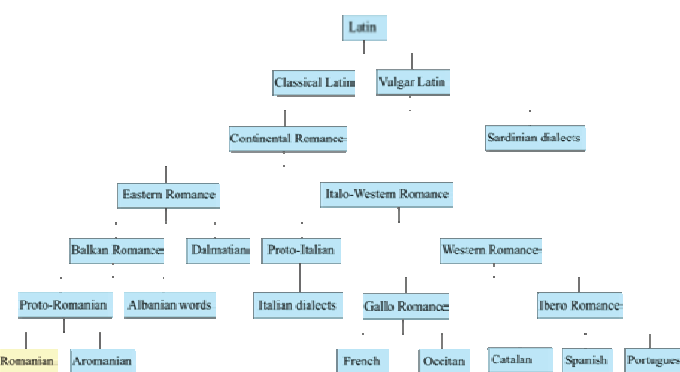 Latin
Classical Latin
Vulgar Latin
Continental Romance
Sardinian dialects
Eastern Romance
Italo-Western Romance
Balkan Romance
Dalmatian
Proto-Italian
Western Romance
Proto-Romanian
Albanian words
Italian dialects
Gallo Romance
Ibero Romance
Romanian
Aromanian
French
Occitan
Catalan
Spanish
Portugues